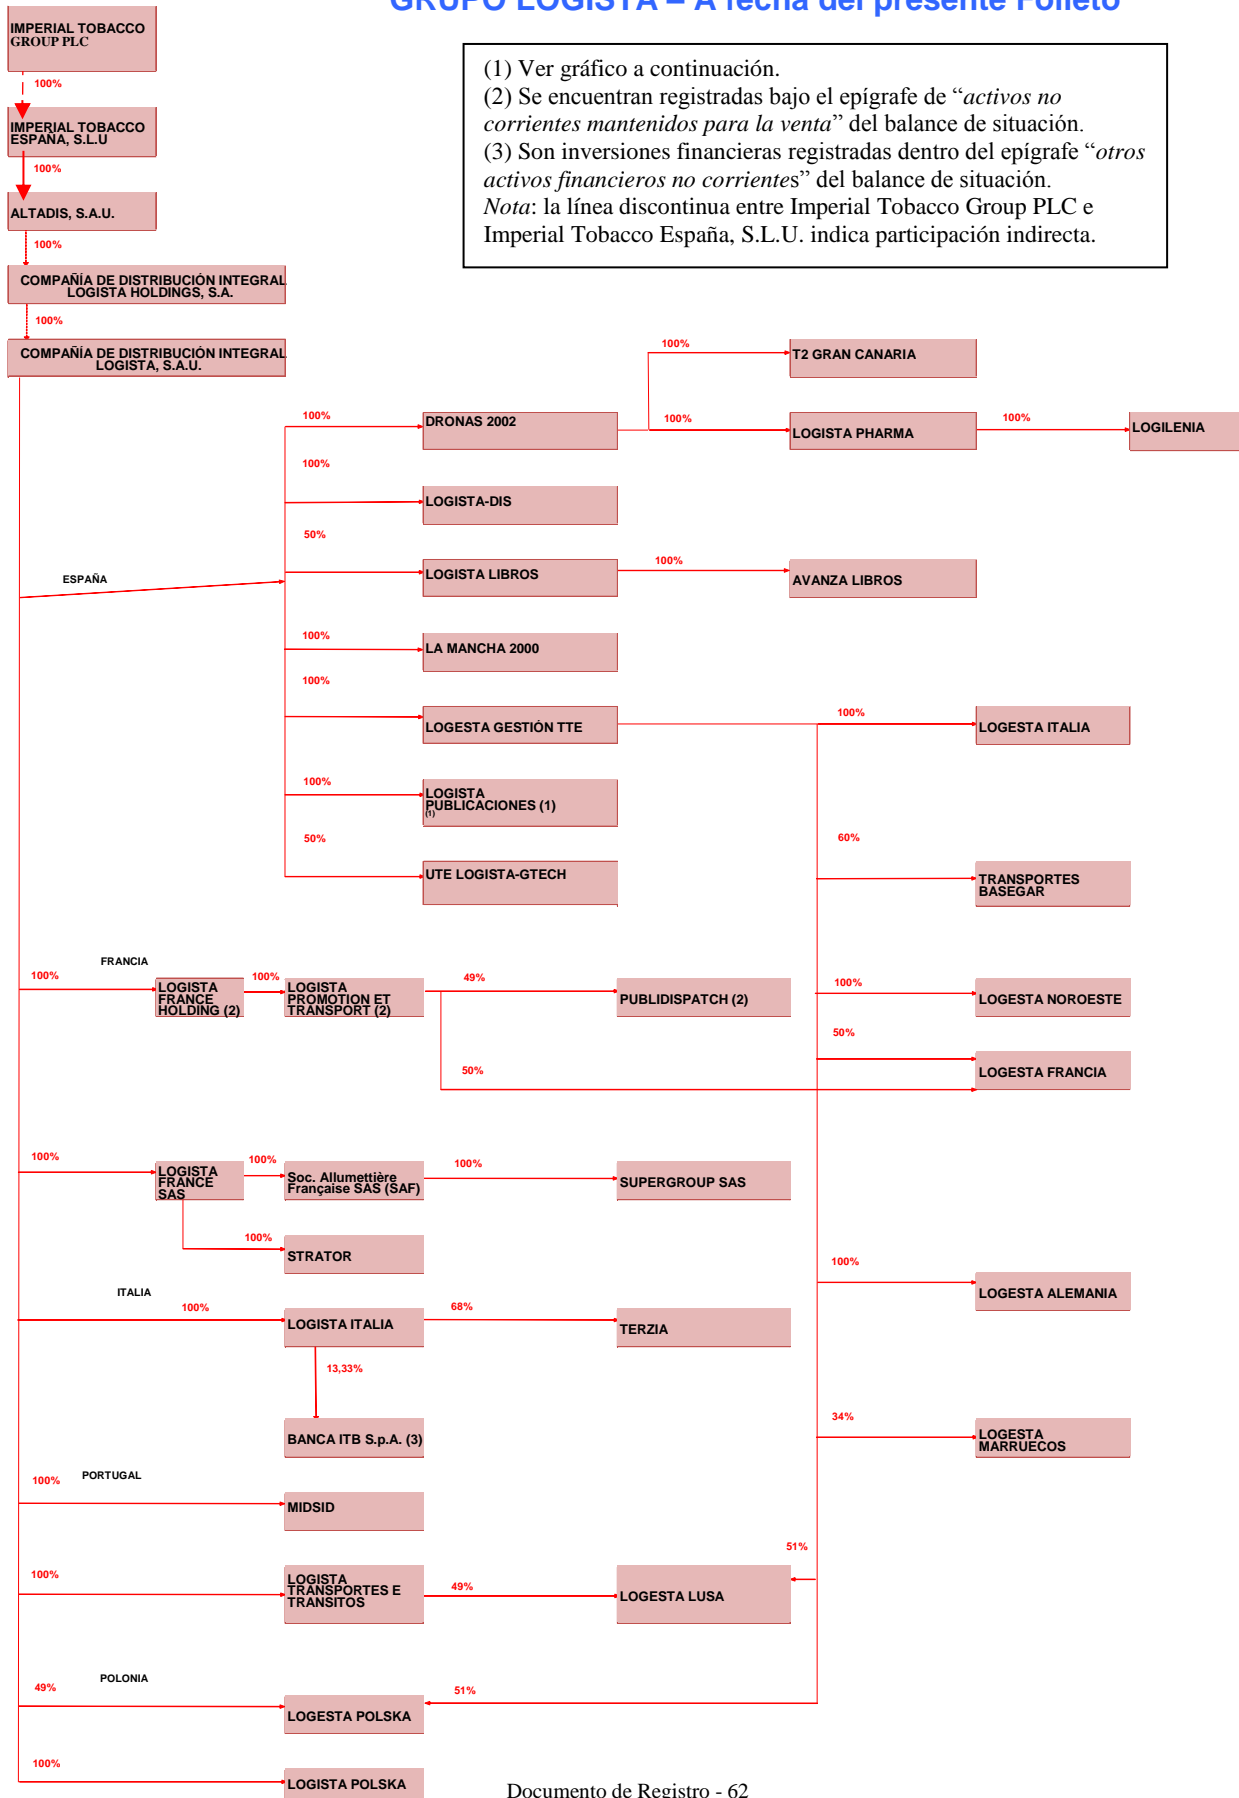 GRUPO LOGISTA – A fecha del presente Folleto
IMPERIAL TOBACCO
GROUP PLC
100%
IMPERIAL TOBACCO
ESPAÑA, S.L.U
100%
ALTADIS, S.A.U.
100%
COMPAÑÍA DE DISTRIBUCIÓN INTEGRAL
LOGISTA HOLDINGS, S.A.
100%
COMPAÑÍA DE DISTRIBUCIÓN INTEGRAL
LOGISTA, S.A.U.
(1) Ver gráfico a continuación.
(2) Se encuentran registradas bajo el epígrafe de “activos no
corrientes mantenidos para la venta” del balance de situación.
(3) Son inversiones financieras registradas dentro del epígrafe “otros
activos financieros no corrientes” del balance de situación.
Nota: la línea discontinua entre Imperial Tobacco Group PLC e
Imperial Tobacco España, S.L.U. indica participación indirecta.
ESPAÑA
100%
DRONAS 2002
100%
T2 GRAN CANARIA
100%
LOGISTA PHARMA
100%
LOGILENIA
100%
LOGISTA-DIS
50%
LOGISTA LIBROS
100%
AVANZA LIBROS
100%
LA MANCHA 2000
100%
LOGESTA GESTIÓN TTE
100%
LOGESTA ITALIA
100%
LOGISTA
PUBLICACIONES (1)
(1)
50%
UTE LOGISTA-GTECH
60%
TRANSPORTES
BASEGAR
FRANCIA
100%
LOGISTA
FRANCE
HOLDING (2)
100%
LOGISTA
PROMOTION ET
TRANSPORT (2)
49%
PUBLIDISPATCH (2)
100%
LOGESTA NOROESTE
50%
50%
LOGESTA FRANCIA
100%
LOGISTA
FRANCE
SAS
100%
Soc. Allumettière
Française SAS (SAF)
100%
SUPERGROUP SAS
100%
STRATOR
100%
LOGESTA ALEMANIA
ITALIA
100%
LOGISTA ITALIA
68%
TERZIA
13,33%
BANCA ITB S.p.A. (3)
34%
LOGESTA
MARRUECOS
PORTUGAL
100%
MIDSID
100%
LOGISTA
TRANSPORTES E
TRANSITOS
49%
LOGESTA LUSA
51%
POLONIA
49%
LOGESTA POLSKA
51%
100%
LOGISTA POLSKA
Documento de Registro - 62